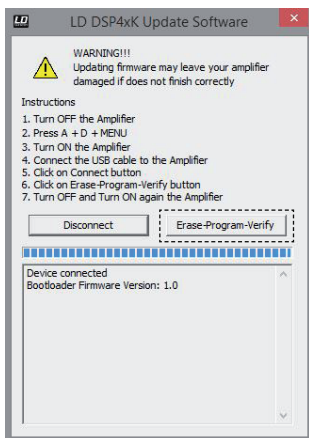 LD
LD DSP4xK Update Software
WARNING!!!
Updating firmware may leave your amplifier
damaged if does not finish correctly
Instructions
1. Turn OFF the Amplifier
2. Press A + D + MENU
3. Turn ON the Amplifier
4. Connect the USB cable to the Amplifier
5. Click on Connect button
6. Click on Erase-Program-Verify button
7. Turn OFF and Turn ON again the Amplifier
Disconnect Erase-Program-Verify
Device connected
Bootloader Firmware Version: 1.0